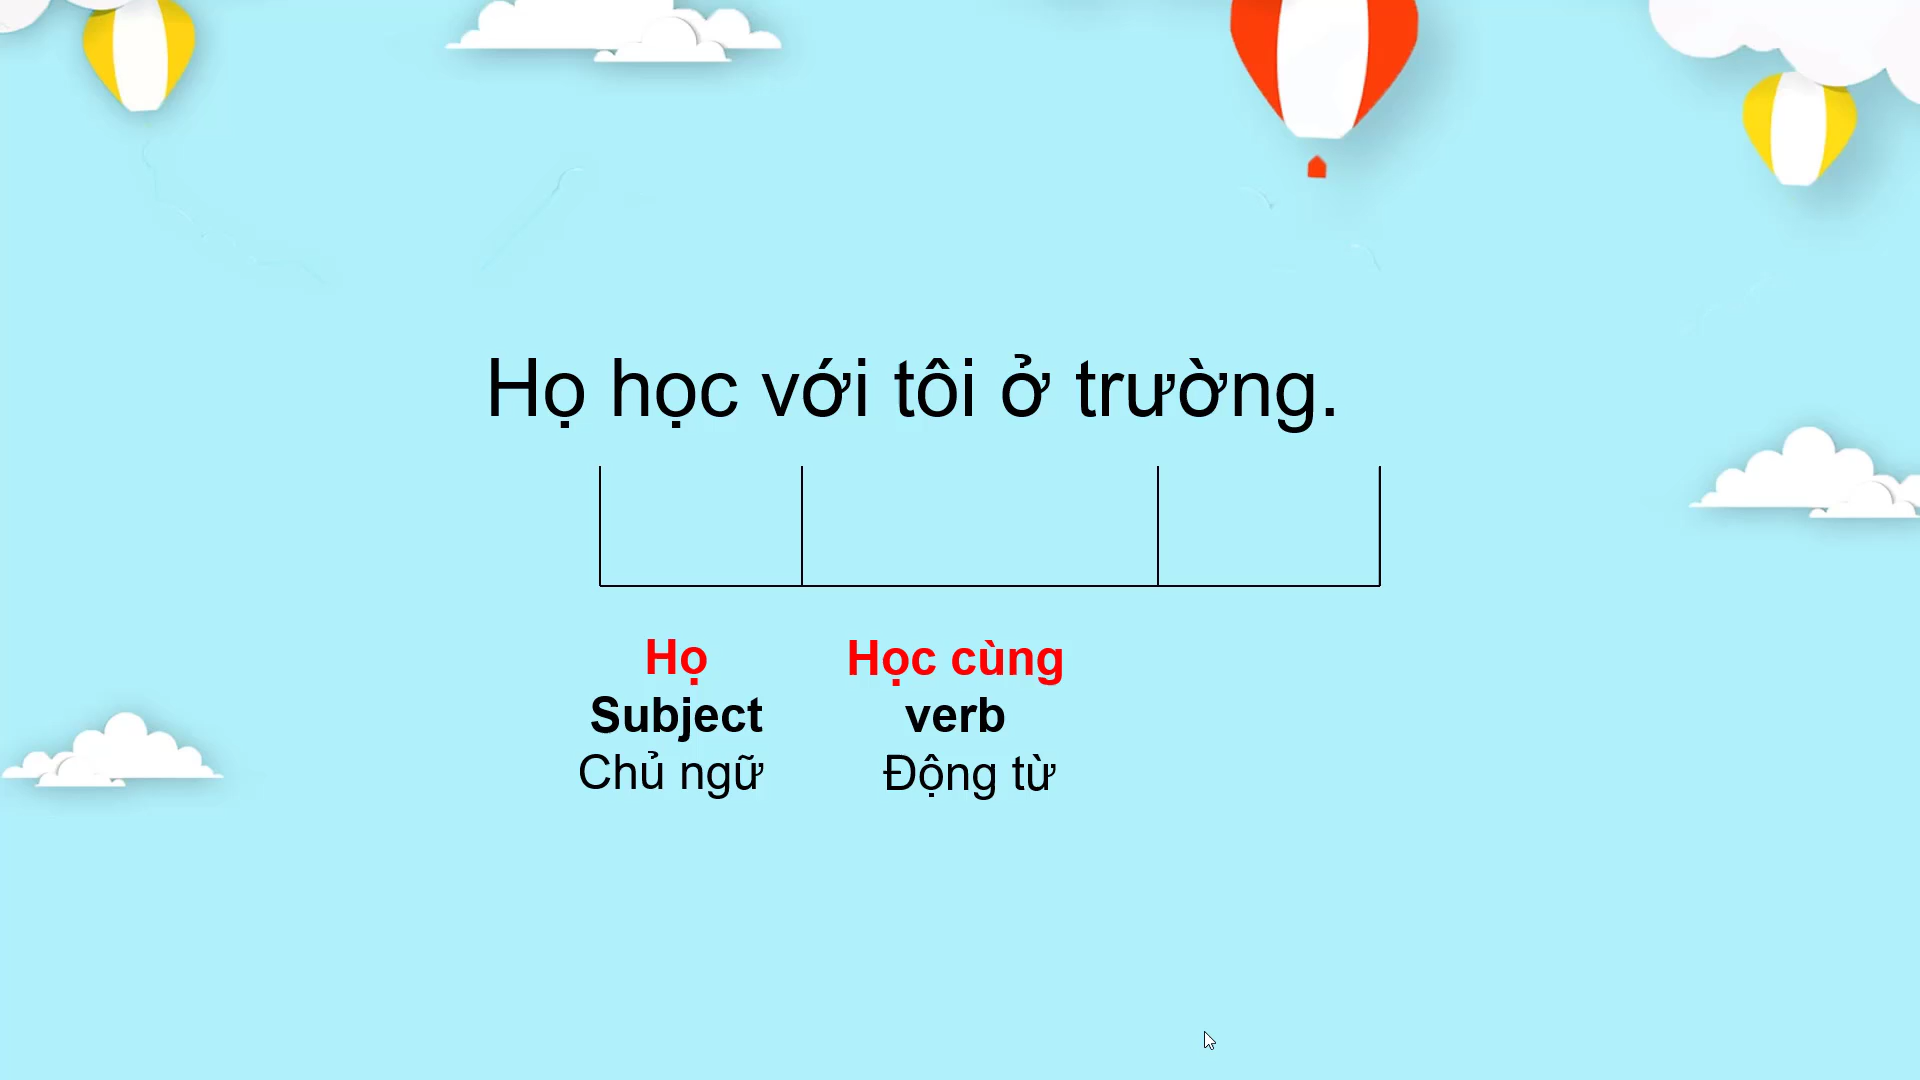 Họ học với tôi ở trường.
Họ
Subject
Chủ ngữ
Học cùng
verb
Động từ